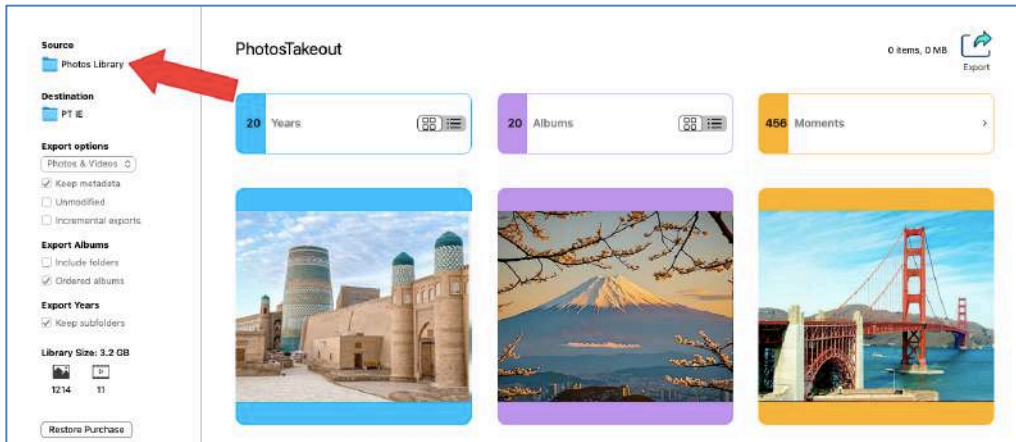 Source
Photos Library
Destination
PT IE
Export options
Photos & Videos
Keep metadata
Unmodified
Incremental exports
Export Albums
Include folders
Ordered albums
Export Years
Keep subfolders
Library Size: 3.2 GB
1214 11
Restore Purchase
PhotosTakeout
0 items, 0 MB
Export
20 Years
20 Albums
456 Moments